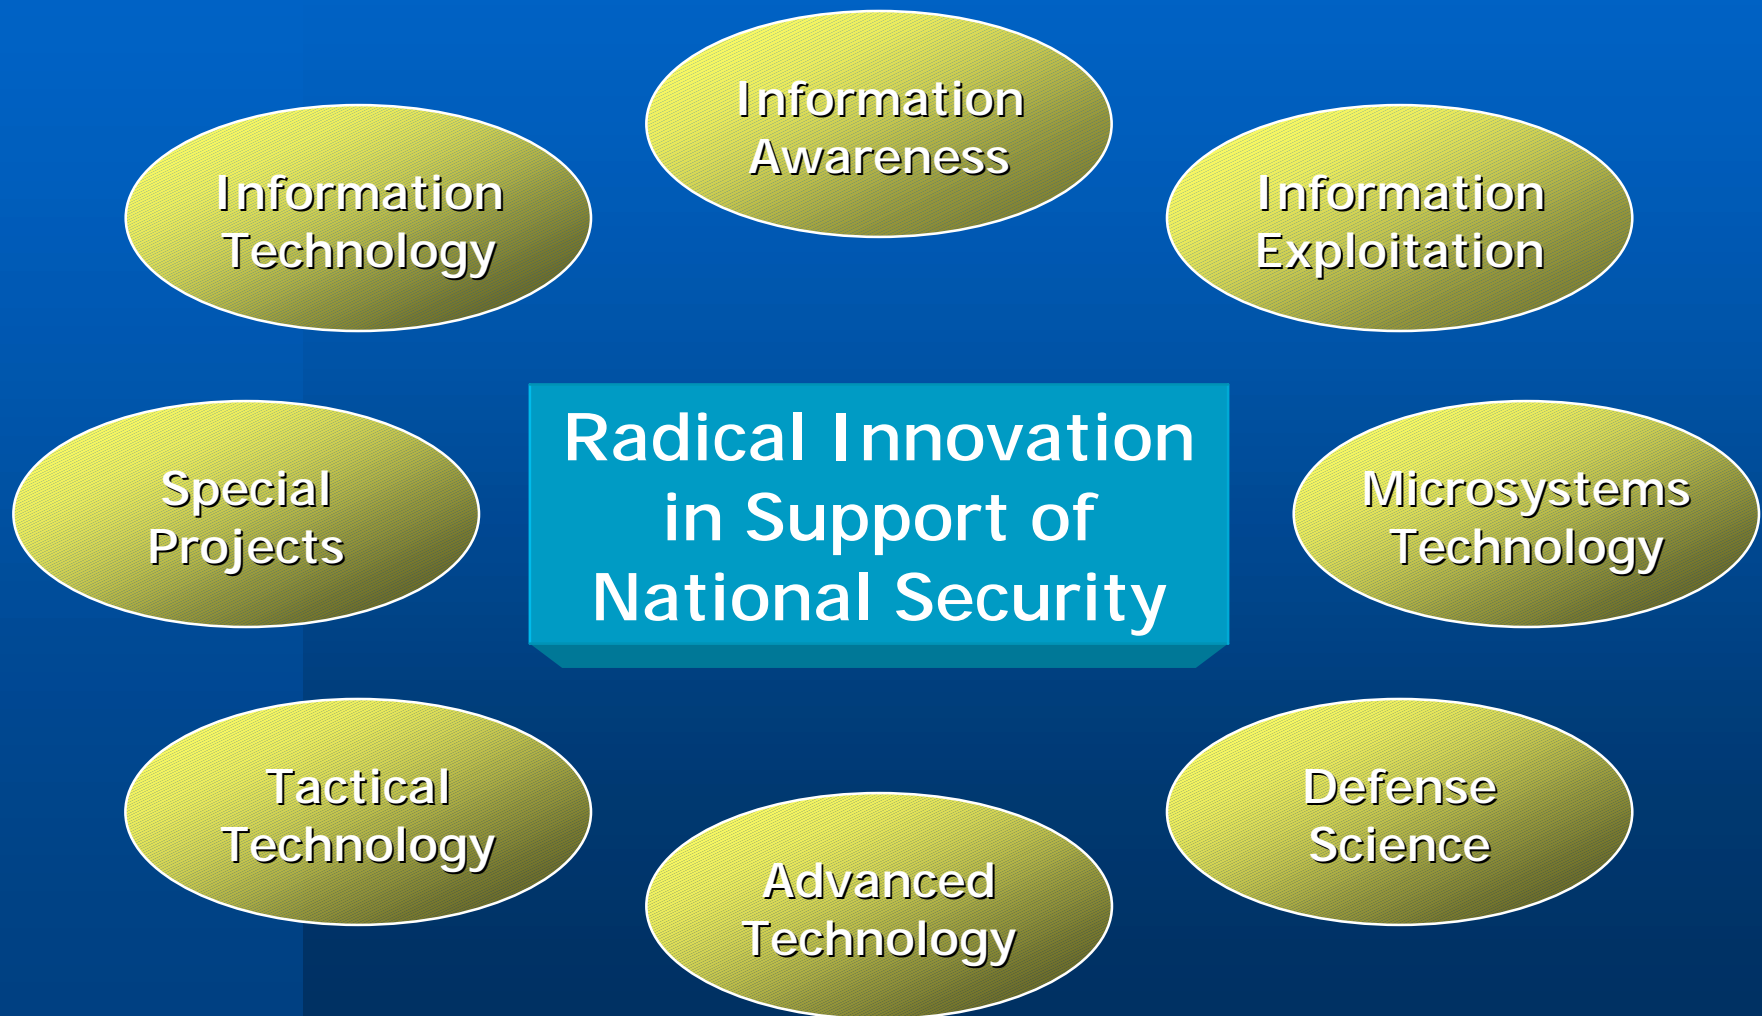 Information
Awareness
Information
Technology
Information
Exploitation
Radical Innovation
in Support of
National Security
Special
Projects
Microsystems
Technology
Tactical
Technology
Defense
Science
Advanced
Technology